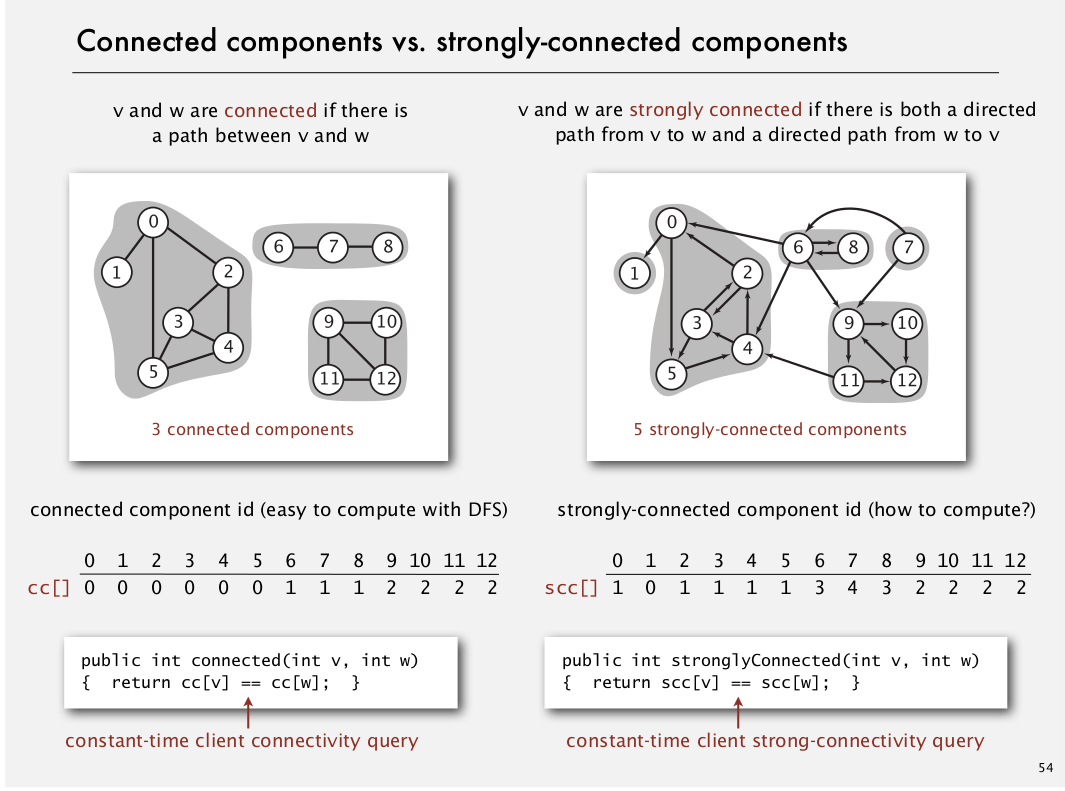 Connected components vs. strongly-connected components
v and w are connected if there is
a path between v and w
v and w are strongly connected if there is both a directed
path from v to w and a directed path from w to v
0
1
2
3
4
5
6 7 8
9 10
11 12
3 connected components
0
1
2
3
4
5
6 8 7
9 10
11 12
5 strongly-connected components
connected component id (easy to compute with DFS)
0 1 2 3 4 5 6 7 8 9 10 11 12
cc[] 0 0 0 0 0 0 1 1 1 2 2 2 2
strongly-connected component id (how to compute?)
0 1 2 3 4 5 6 7 8 9 10 11 12
scc[] 1 0 1 1 1 1 3 4 3 2 2 2 2
public int connected(int v, int w)
{ return cc[v] == cc[w]; }
constant-time client connectivity query
public int stronglyConnected(int v, int w)
{ return scc[v] == scc[w]; }
constant-time client strong-connectivity query
54